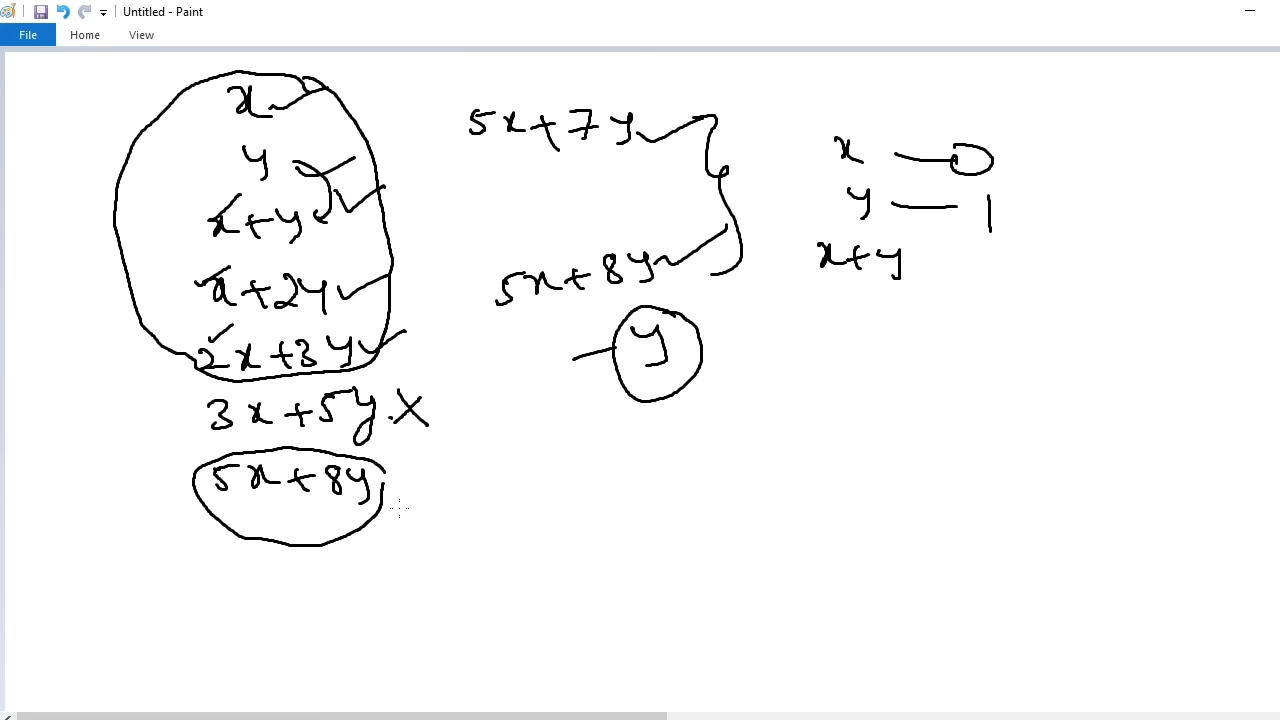 Untitled - Paint
File Home View
x
y
x+y
x+2y
2x+3y
3x+5y.X
5x+8y
5x+7y
5x+8y
- y
x — 0
y — 1
x+y